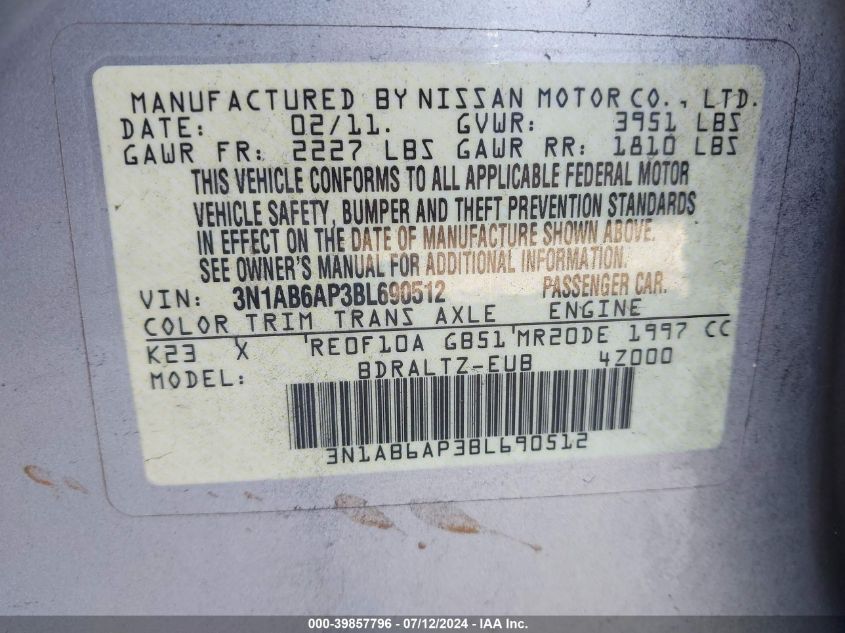 MANUFACTURED BY NISSAN MOTOR CO., LTD.
DATE: 02/11. GVWR: 3951 LBS
GAWR FR: 2227 LBS GAWR RR: 1810 LBS
THIS VEHICLE CONFORMS TO ALL APPLICABLE FEDERAL MOTOR
VEHICLE SAFETY, BUMPER AND THEFT PREVENTION STANDARDS
IN EFFECT ON THE DATE OF MANUFACTURE SHOWN ABOVE.
SEE OWNER'S MANUAL FOR ADDITIONAL INFORMATION.
VIN: 3N1AB6AP3BL690512 PASSENGER CAR.
COLOR TRIM TRANS AXLE ENGINE
K23 X RE0F10A GB51 MR20DE 1997 CC
MODEL: BDRALTZ-EUB 4Z000
3N1AB6AP3BL690512
000-39857796 - 07/12/2024 - IAA Inc.